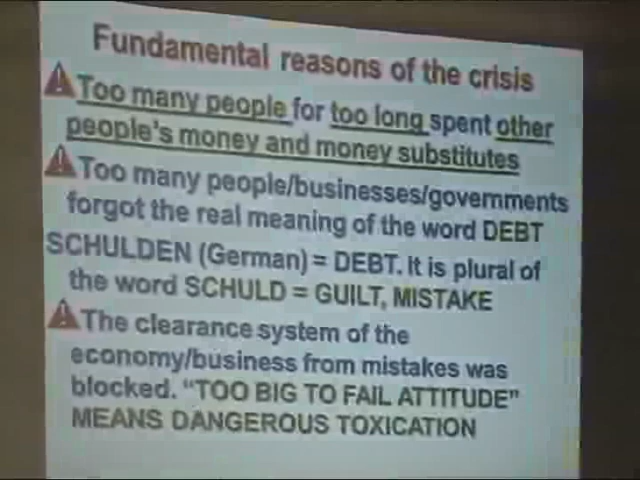 Fundamental reasons of the crisis
Too many people for too long spent other
people's money and money substitutes
Too many people/businesses/governments
forgot the real meaning of the word DEBT
SCHULDEN (German) = DEBT. It is plural of
the word SCHULD = GUILT, MISTAKE
The clearance system of the
economy/business from mistakes was
blocked. “TOO BIG TO FAIL ATTITUDE”
MEANS DANGEROUS TOXICATION